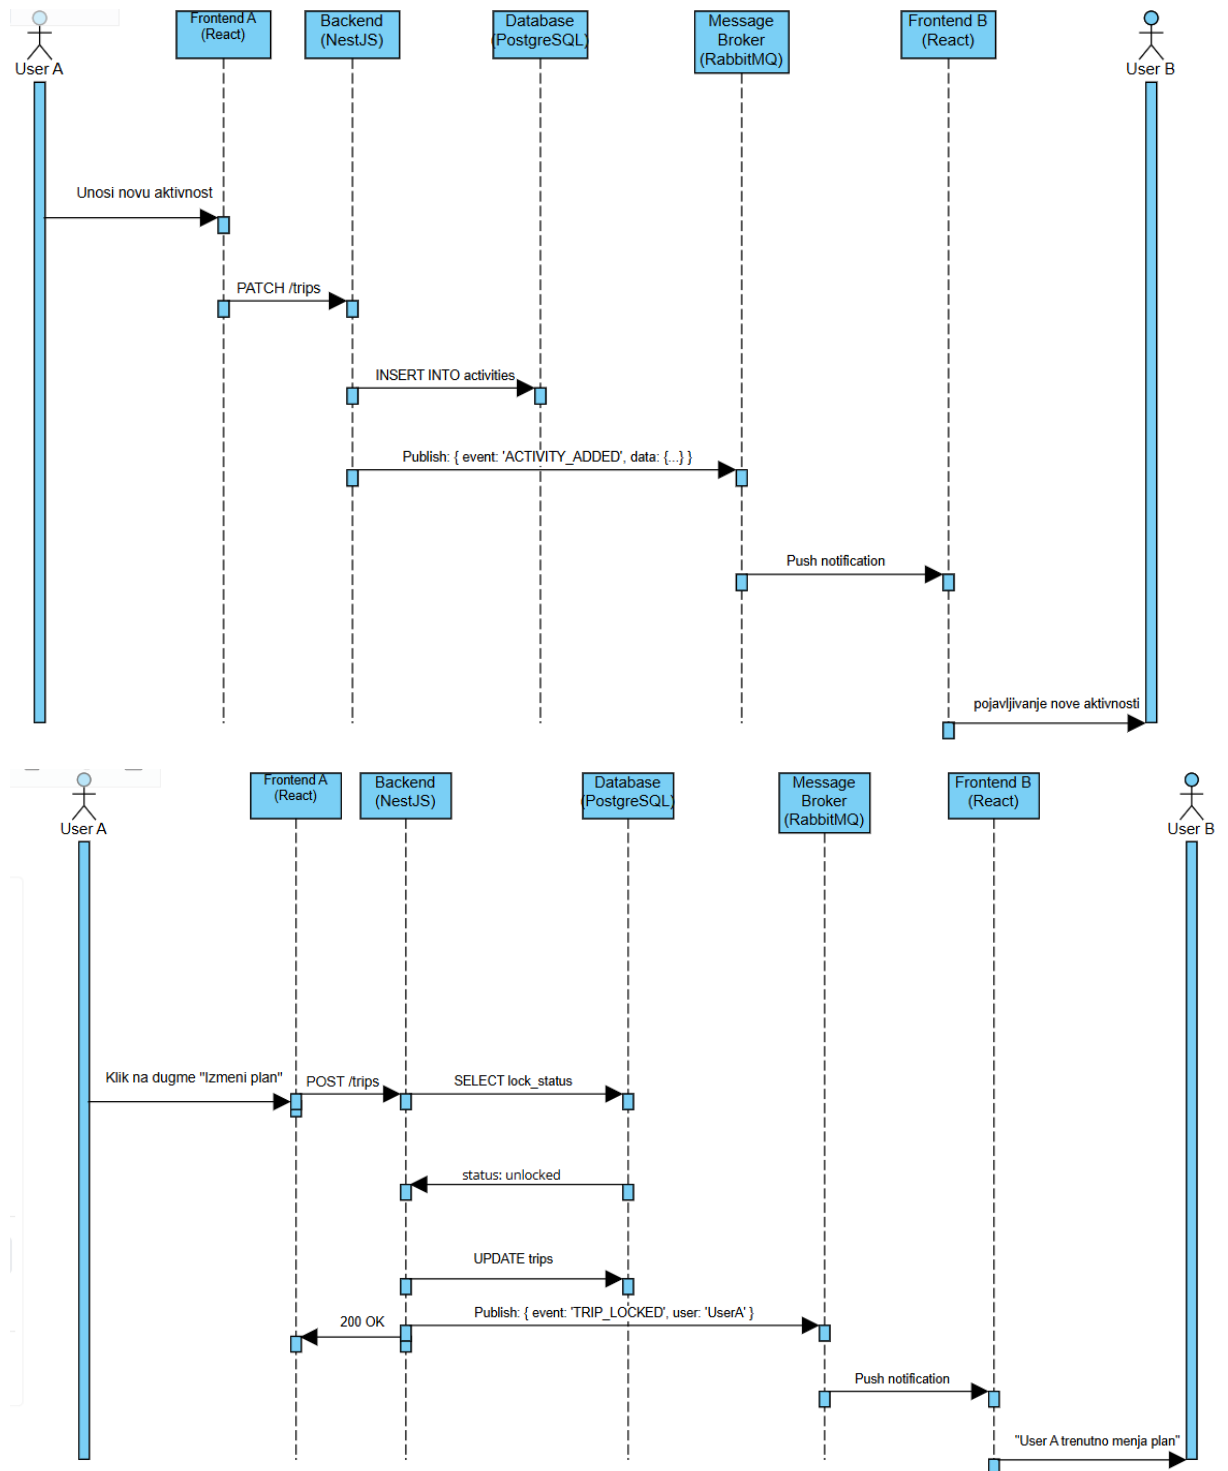 Frontend A
(React)
Backend
(NestJS)
Database
(PostgreSQL)
Message
Broker
(RabbitMQ)
Frontend B
(React)
User A
User B
Unosi novu aktivnost
PATCH /trips
INSERT INTO activities
Publish: { event: 'ACTIVITY_ADDED', data: {...} }
Push notification
pojavljivanje nove aktivnosti
Frontend A
(React)
Backend
(NestJS)
Database
(PostgreSQL)
Message
Broker
(RabbitMQ)
Frontend B
(React)
User A
User B
Klik na dugme "Izmeni plan"
POST /trips
SELECT lock_status
status: unlocked
UPDATE trips
Publish: { event: 'TRIP_LOCKED', user: 'UserA' }
200 OK
Push notification
"User A trenutno menja plan"